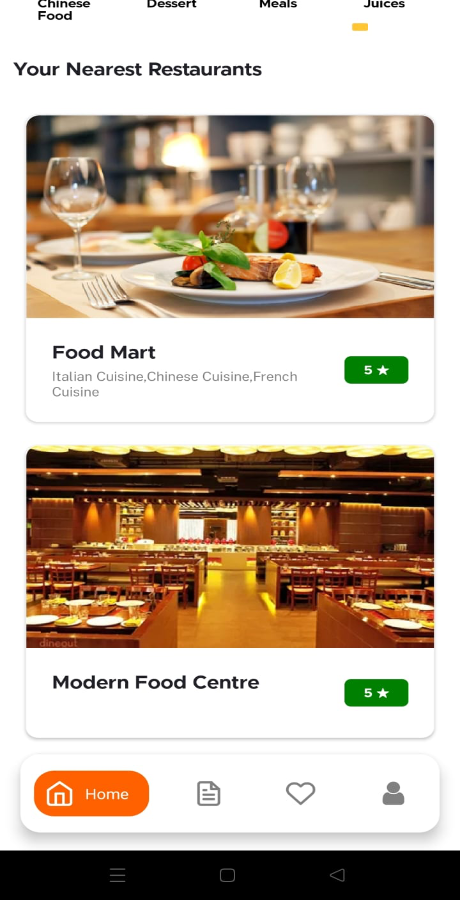 Chinese Dessert Meals Juices
Food
Your Nearest Restaurants
Food Mart
Italian Cuisine,Chinese Cuisine,French
Cuisine
5 ★
dineout
Modern Food Centre
5 ★
Home